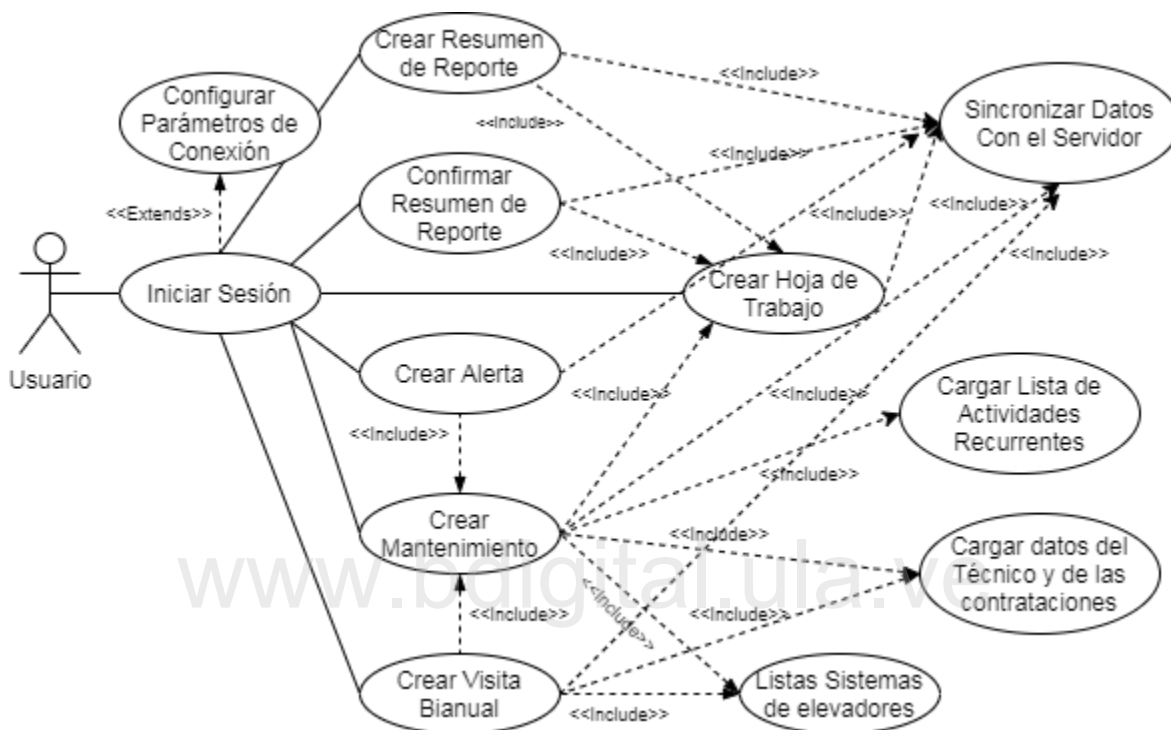 Crear Resumen
de Reporte
<<Include>>
Configurar
Parámetros de
Conexión
<<Include>>
Sincronizar Datos
Con el Servidor
<<Include>>
Confirmar
Resumen de
Reporte
<<Extends>>
<<Include>>
<<Include>>
<<Include>>
<<Include>>
Iniciar Sesión
Crear Hoja de
Trabajo
Usuario
Crear Alerta
<<Include>>
<<Include>>
Cargar Lista de
Actividades
Recurrentes
<<Include>>
<<Include>>
Crear
Mantenimiento
<<Include>>
Cargar datos del
Técnico y de las
contrataciones
www.bdigital.ula.ve
<<Include>>
<<Include>>
<<Include>>
Crear Visita
Bianual
<<Include>>
Listas Sistemas
de elevadores